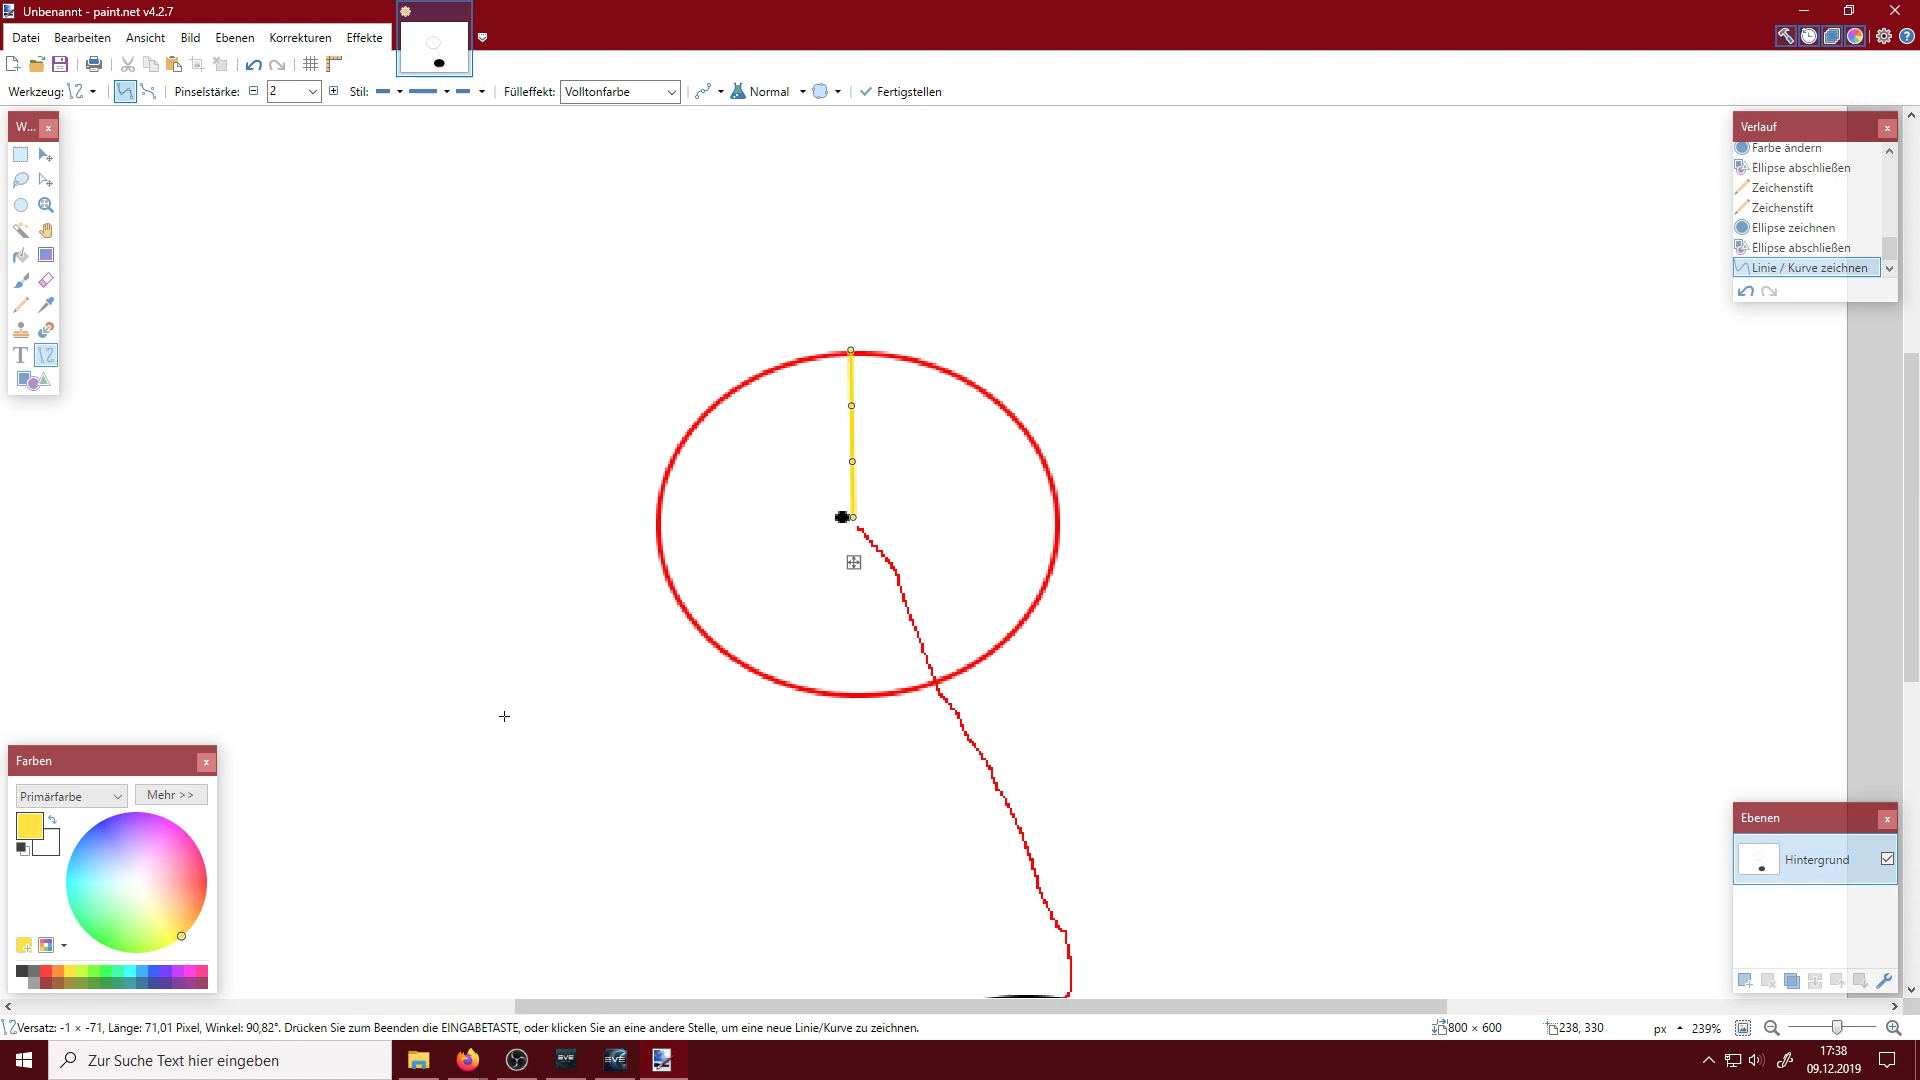 Unbenannt - paint.net v4.2.7
Datei Bearbeiten Ansicht Bild Ebenen Korrekturen Effekte
Werkzeug: Pinselstärke: 2 Stil: Fülleffekt: Volltonfarbe Normal Fertigstellen
W...
Verlauf
Farbe ändern
Ellipse abschließen
Zeichenstift
Zeichenstift
Ellipse zeichnen
Ellipse abschließen
Linie / Kurve zeichnen
Farben
Primärfarbe Mehr >>
Ebenen
Hintergrund
Versatz: -1 × -71, Länge: 71,01 Pixel, Winkel: 90,82°. Drücken Sie zum Beenden die EINGABETASTE, oder klicken Sie an eine andere Stelle, um eine neue Linie/Kurve zu zeichnen. 800 × 600 238, 330 px 239%
Zur Suche Text hier eingeben
EVE
EVE
17:38
09.12.2019